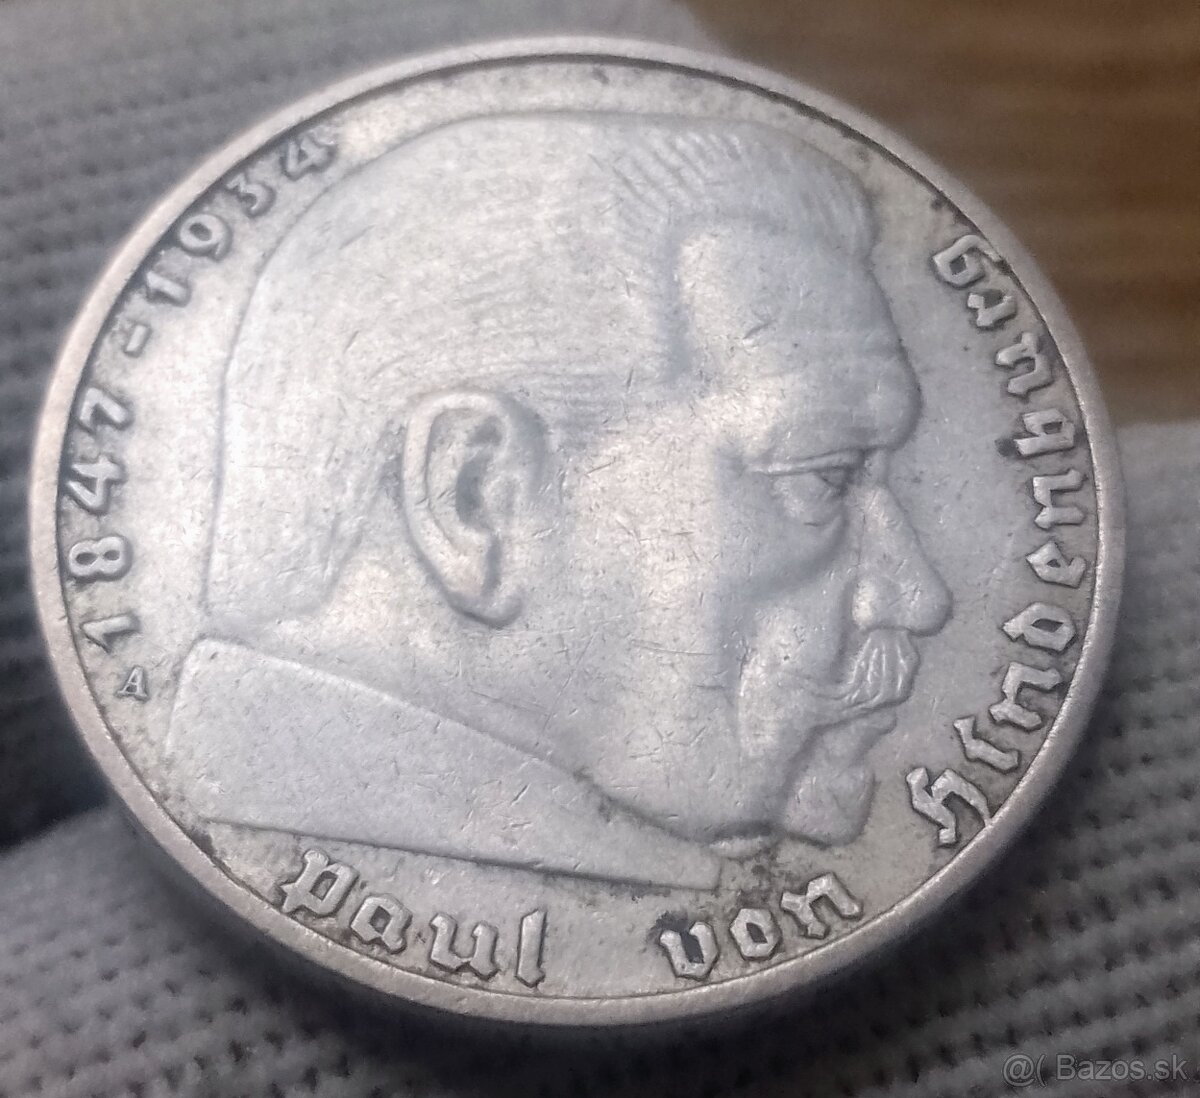 1847-1934
Paul von Hindenburg
A
@( Bazos.sk